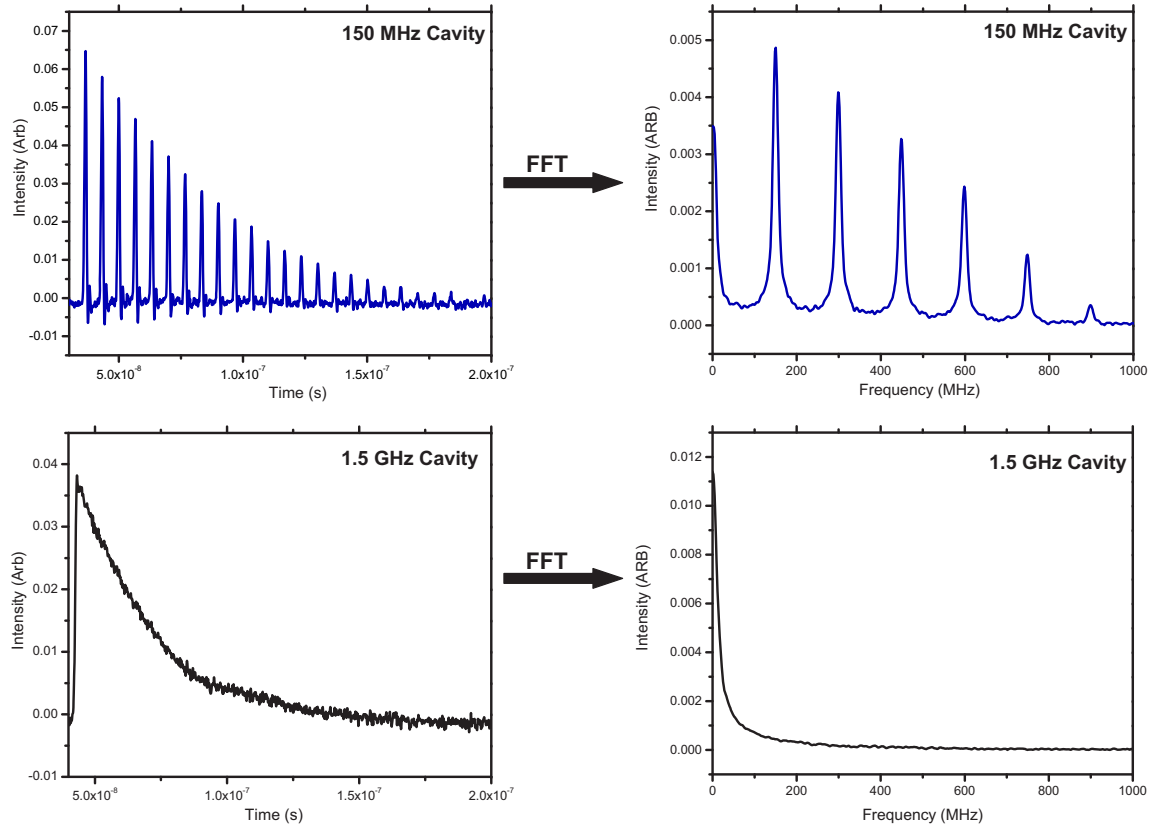 150 MHz Cavity
0.07
0.06
0.05
0.04
0.03
0.02
0.01
0.00
-0.01
Intensity (Arb)
5.0x10⁻⁸ 1.0x10⁻⁷ 1.5x10⁻⁷ 2.0x10⁻⁷
Time (s)
FFT
150 MHz Cavity
0.005
0.004
0.003
0.002
0.001
0.000
Intensity (ARB)
0 200 400 600 800 1000
Frequency (MHz)
1.5 GHz Cavity
0.04
0.03
0.02
0.01
0.00
-0.01
Intensity (Arb)
5.0x10⁻⁸ 1.0x10⁻⁷ 1.5x10⁻⁷ 2.0x10⁻⁷
Time (s)
FFT
1.5 GHz Cavity
0.012
0.010
0.008
0.006
0.004
0.002
0.000
Intensity (ARB)
0 200 400 600 800 1000
Frequency (MHz)